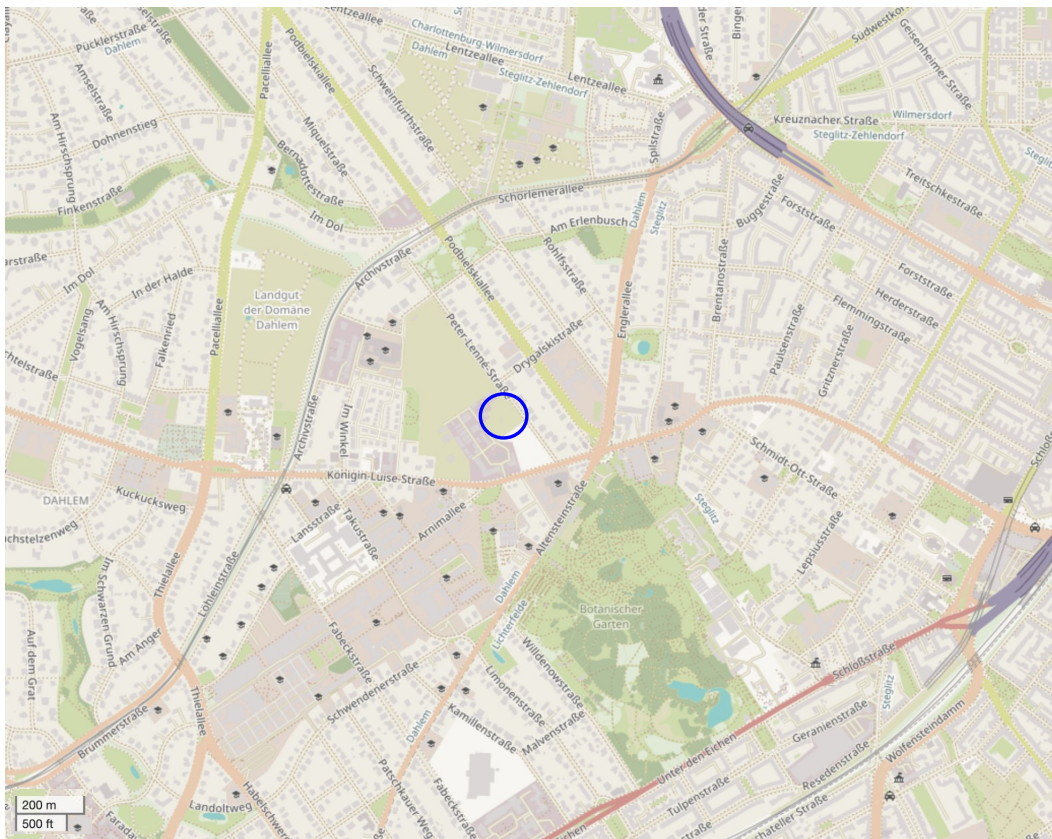 Lentzeallee
Pücklerstraße
Dahlem
Amselstraße
Am Hirschsprung
Dohnenstieg
Finkenstraße
Pacelliallee
Podbielskiallee
Charlottenburg-Wilmersdorf
Dahlem
Lentzeallee
Steglitz-Zehlendorf
Lentzeallee
Schweinfurthstraße
Miquelstraße
Bernadottestraße
Im Dol
Spilstraße
Südwestkor
Geisenheimer Straße
Kreuznacher Straße
Wilmersdorf
Steglitz-Zehlendorf
Treitschkestraße
Schorlemerallee
Am Erlenbusch
Dahlem
Steglitz
Buggestraße
Forststraße
Im Dol
In der Halde
Archivstraße
Podbielskiallee
Rohlfsstraße
Forststraße
Herderstraße
Flemmingstraße
Brentanostraße
Englerallee
Vogelsang
Am Hirschsprung
Falkenried
Pacelliallee
Landgut
der Domäne
Dahlem
Peter-Lenné-Straße
Drygalskistraße
Paulsenstraße
Gritznerstraße
Archivstraße
Im Winkel
Königin-Luise-Straße
Schmidt-Ott-Straße
DAHLEM
Kuckucksweg
Lansstraße
Takustraße
Arnimallee
Altensteinstraße
Steglitz
Lepsiusstraße
Thielallee
Löhleinstraße
Im Schwarzen Grund
Am Anger
Auf dem Grat
Fabeckstraße
Dahlem
Lichterfelde
Botanischer
Garten
Willdenowstraße
Schloßstraße
Schwendenerstraße
Limonenstraße
Steglitz
Thielallee
Brümmerstraße
Kamillenstraße
Malvenstraße
Dahlem
Geranienstraße
Wolfensteindamm
Unter den Eichen
Resedenstraße
Patschkauer Weg
Fabeckstraße
Tulpenstraße
Landoltweg
200 m
500 ft